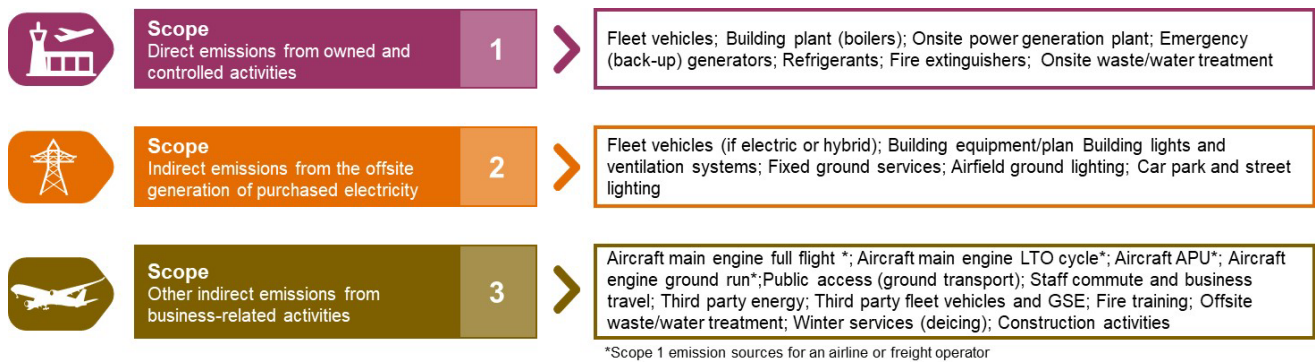 Scope
Direct emissions from owned and
controlled activities
1
Fleet vehicles; Building plant (boilers); Onsite power generation plant; Emergency
(back-up) generators; Refrigerants; Fire extinguishers; Onsite waste/water treatment
Scope
Indirect emissions from the offsite
generation of purchased electricity
2
Fleet vehicles (if electric or hybrid); Building equipment/plan Building lights and
ventilation systems; Fixed ground services; Airfield ground lighting; Car park and street
lighting
Scope
Other indirect emissions from
business-related activities
3
Aircraft main engine full flight *; Aircraft main engine LTO cycle*; Aircraft APU*; Aircraft
engine ground run*;Public access (ground transport); Staff commute and business
travel; Third party energy; Third party fleet vehicles and GSE; Fire training; Offsite
waste/water treatment; Winter services (deicing); Construction activities
*Scope 1 emission sources for an airline or freight operator